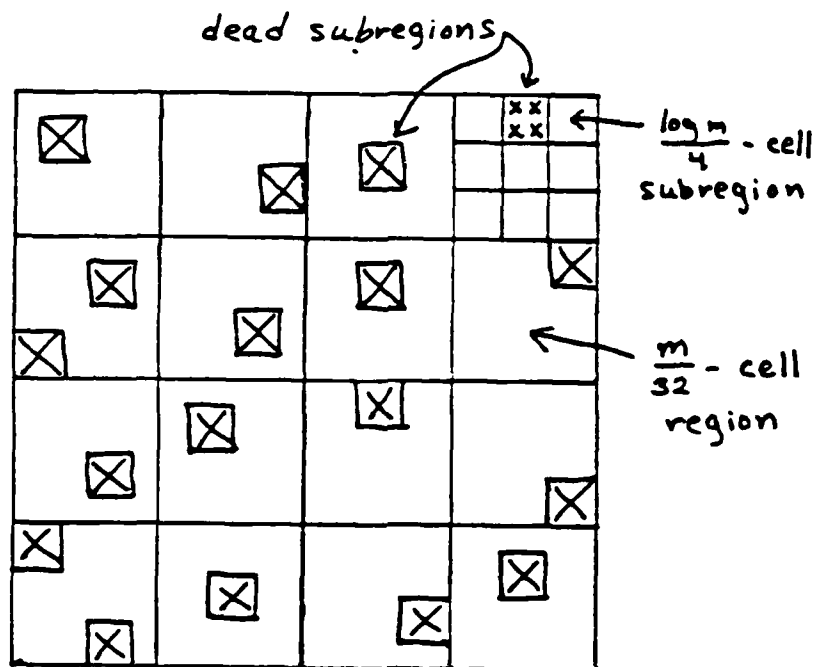 dead subregions
x x
x x
log m
4 - cell
subregion
m
32 - cell
region